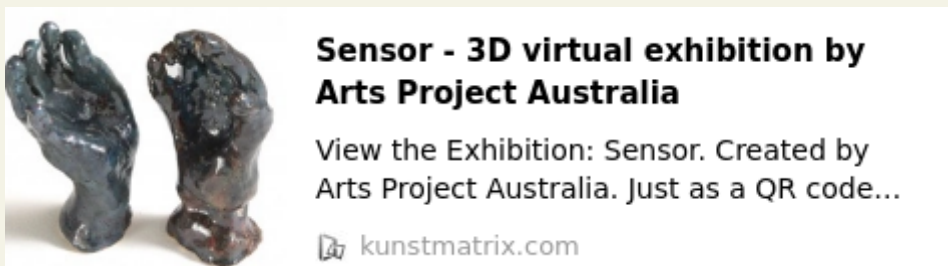 Sensor - 3D virtual exhibition by
Arts Project Australia
View the Exhibition: Sensor. Created by
Arts Project Australia. Just as a QR code...
kunstmatrix.com